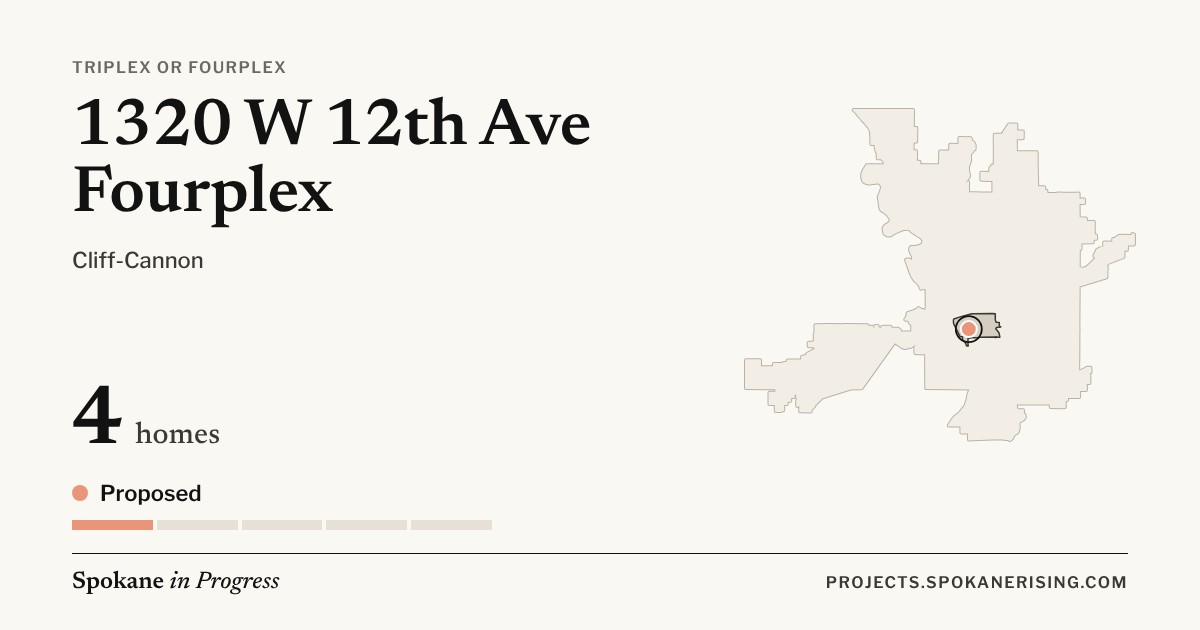 TRIPLEX OR FOURPLEX
1320 W 12th Ave
Fourplex
Cliff-Cannon
4 homes
Proposed
Spokane in Progress
PROJECTS.SPOKANERISING.COM